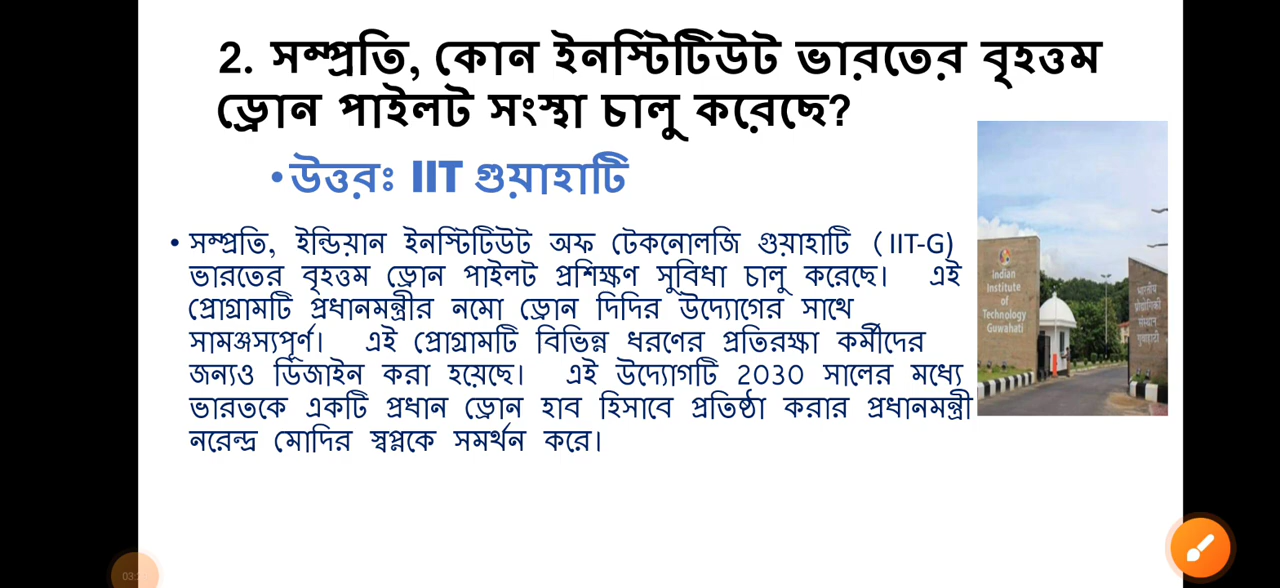 2. সম্প্রতি, কোন ইনস্টিটিউট ভারতের বৃহত্তম
ড্রোন পাইলট সংস্থা চালু করেছে?
•উত্তরঃ IIT গুয়াহাটি
• সম্প্রতি, ইন্ডিয়ান ইনস্টিটিউট অফ টেকনোলজি গুয়াহাটি (IIT-G)
ভারতের বৃহত্তম ড্রোন পাইলট প্রশিক্ষণ সুবিধা চালু করেছে। এই
প্রোগ্রামটি প্রধানমন্ত্রীর নমো ড্রোন দিদির উদ্যোগের সাথে
সামঞ্জস্যপূর্ণ। এই প্রোগ্রামটি বিভিন্ন ধরণের প্রতিরক্ষা কর্মীদের
জন্যও ডিজাইন করা হয়েছে। এই উদ্যোগটি 2030 সালের মধ্যে
ভারতকে একটি প্রধান ড্রোন হাব হিসাবে প্রতিষ্ঠা করার প্রধানমন্ত্রী
নরেন্দ্র মোদির স্বপ্নকে সমর্থন করে।
Indian
Institute
of
Technology
Guwahati
भारतीय
प्रौद्योगिकी
संस्थान
गुवाहाटी